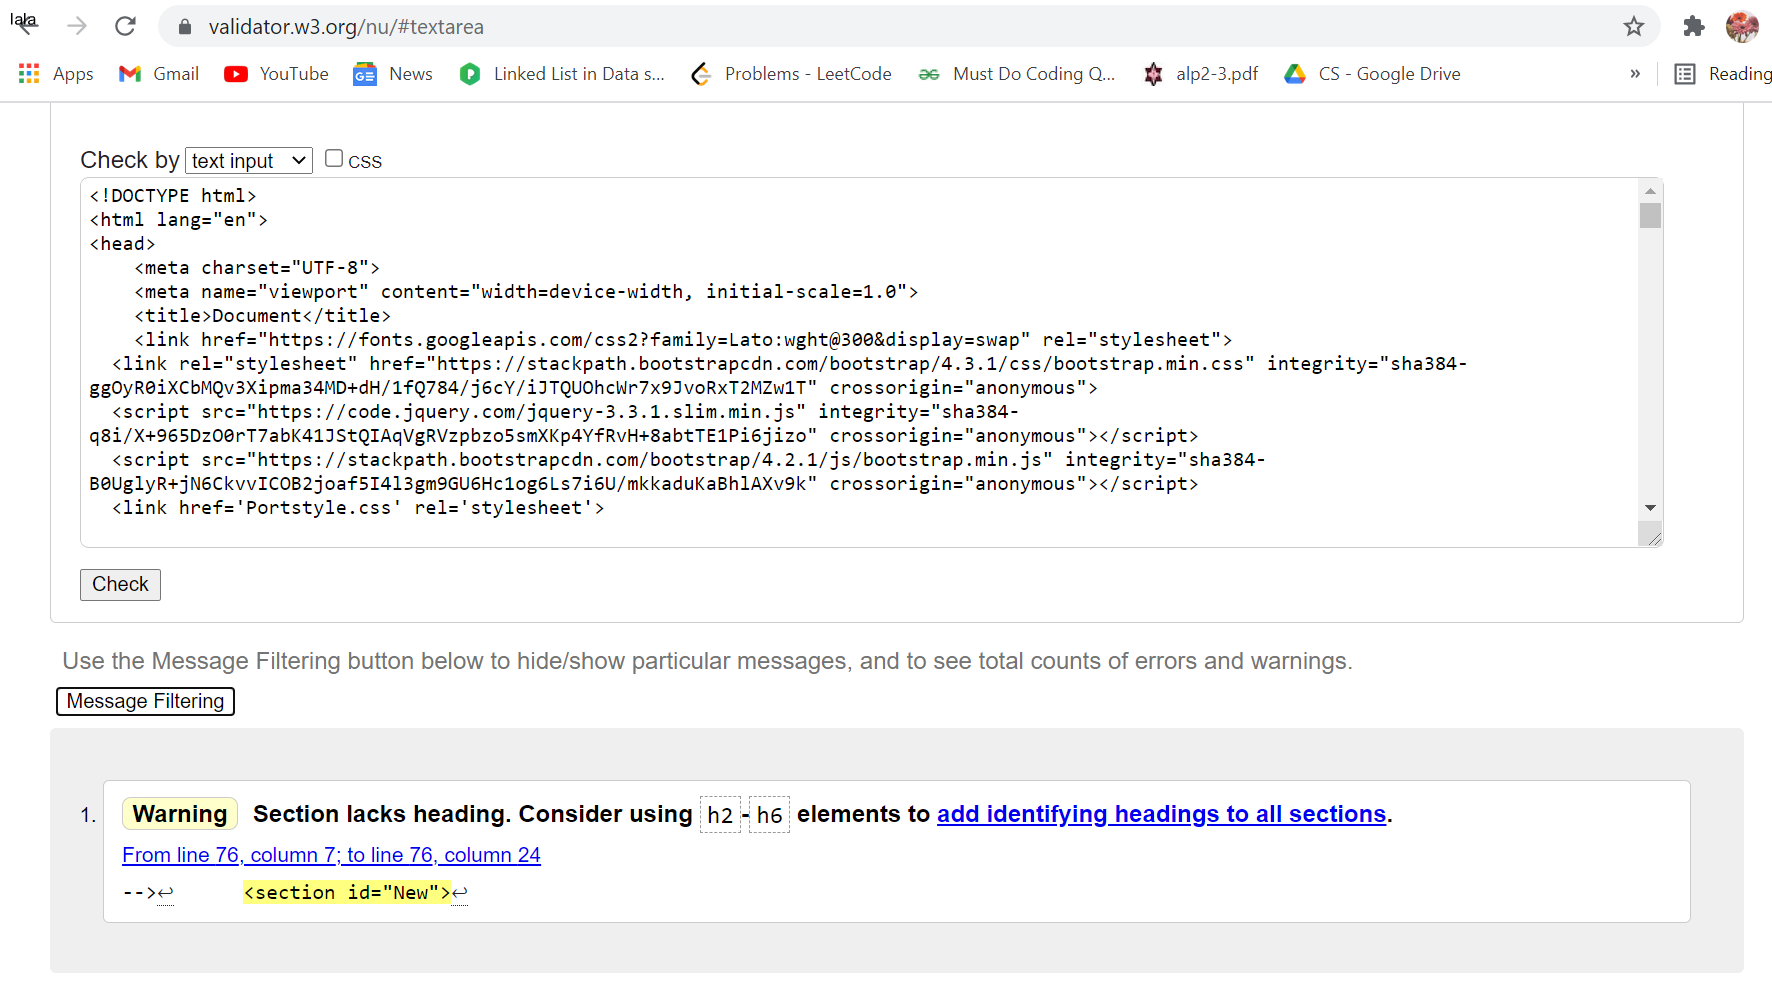 lala
validator.w3.org/nu/#textarea
Apps Gmail YouTube News Linked List in Data s... Problems - LeetCode Must Do Coding Q... alp2-3.pdf CS - Google Drive » Reading
Check by text input CSS
<!DOCTYPE html>
<html lang="en">
<head>
    <meta charset="UTF-8">
    <meta name="viewport" content="width=device-width, initial-scale=1.0">
    <title>Document</title>
    <link href="https://fonts.googleapis.com/css2?family=Lato:wght@300&display=swap" rel="stylesheet">
  <link rel="stylesheet" href="https://stackpath.bootstrapcdn.com/bootstrap/4.3.1/css/bootstrap.min.css" integrity="sha384-
ggOyR0iXCbMQv3Xipma34MD+dH/1fQ784/j6cY/iJTQUOhcWr7x9JvoRxT2MZw1T" crossorigin="anonymous">
  <script src="https://code.jquery.com/jquery-3.3.1.slim.min.js" integrity="sha384-
q8i/X+965DzO0rT7abK41JStQIAqVgRVzpbzo5smXKp4YfRvH+8abtTE1Pi6jizo" crossorigin="anonymous"></script>
  <script src="https://stackpath.bootstrapcdn.com/bootstrap/4.2.1/js/bootstrap.min.js" integrity="sha384-
B0UglyR+jN6CkvvICOB2joaf5I4l3gm9GU6Hc1og6Ls7i6U/mkkaduKaBhlAXv9k" crossorigin="anonymous"></script>
  <link href='Portstyle.css' rel='stylesheet'>
Check
Use the Message Filtering button below to hide/show particular messages, and to see total counts of errors and warnings.
Message Filtering
1. Warning Section lacks heading. Consider using h2-h6 elements to add identifying headings to all sections.
From line 76, column 7; to line 76, column 24
-->↩      <section id="New">↩